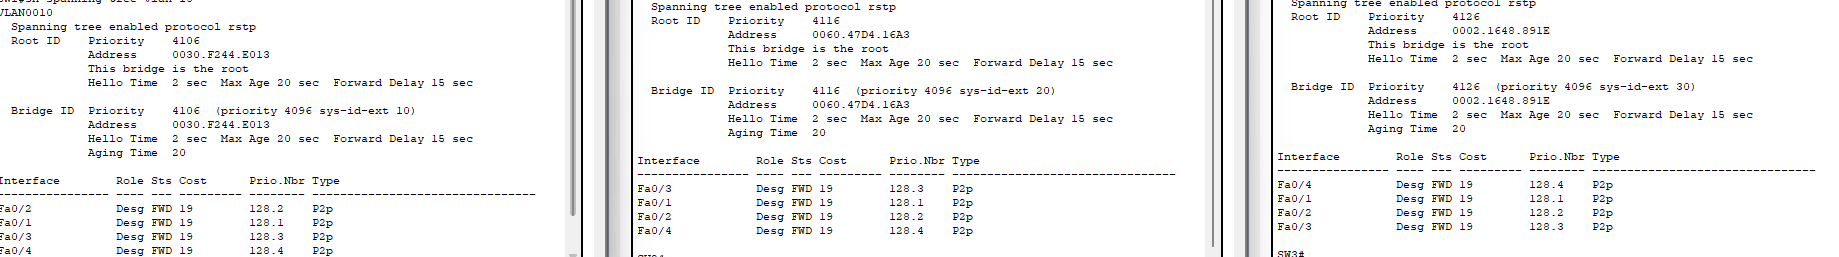 VLAN0010
Spanning tree enabled protocol rstp
Root ID Priority 4106
Address 0030.F244.E013
This bridge is the root
Hello Time 2 sec Max Age 20 sec Forward Delay 15 sec
Bridge ID Priority 4106 (priority 4096 sys-id-ext 10)
Address 0030.F244.E013
Hello Time 2 sec Max Age 20 sec Forward Delay 15 sec
Aging Time 20
Interface Role Sts Cost Prio.Nbr Type
---------------- ---- --- --------- -------- --------------------------------
Fa0/2 Desg FWD 19 128.2 P2p
Fa0/1 Desg FWD 19 128.1 P2p
Fa0/3 Desg FWD 19 128.3 P2p
Fa0/4 Desg FWD 19 128.4 P2p
Spanning tree enabled protocol rstp
Root ID Priority 4116
Address 0060.47D4.16A3
This bridge is the root
Hello Time 2 sec Max Age 20 sec Forward Delay 15 sec
Bridge ID Priority 4116 (priority 4096 sys-id-ext 20)
Address 0060.47D4.16A3
Hello Time 2 sec Max Age 20 sec Forward Delay 15 sec
Aging Time 20
Interface Role Sts Cost Prio.Nbr Type
---------------- ---- --- --------- -------- --------------------------------
Fa0/3 Desg FWD 19 128.3 P2p
Fa0/1 Desg FWD 19 128.1 P2p
Fa0/2 Desg FWD 19 128.2 P2p
Fa0/4 Desg FWD 19 128.4 P2p
Spanning tree enabled protocol rstp
Root ID Priority 4126
Address 0002.1648.891E
This bridge is the root
Hello Time 2 sec Max Age 20 sec Forward Delay 15 sec
Bridge ID Priority 4126 (priority 4096 sys-id-ext 30)
Address 0002.1648.891E
Hello Time 2 sec Max Age 20 sec Forward Delay 15 sec
Aging Time 20
Interface Role Sts Cost Prio.Nbr Type
---------------- ---- --- --------- -------- --------------------------------
Fa0/4 Desg FWD 19 128.4 P2p
Fa0/1 Desg FWD 19 128.1 P2p
Fa0/2 Desg FWD 19 128.2 P2p
Fa0/3 Desg FWD 19 128.3 P2p
SW3#